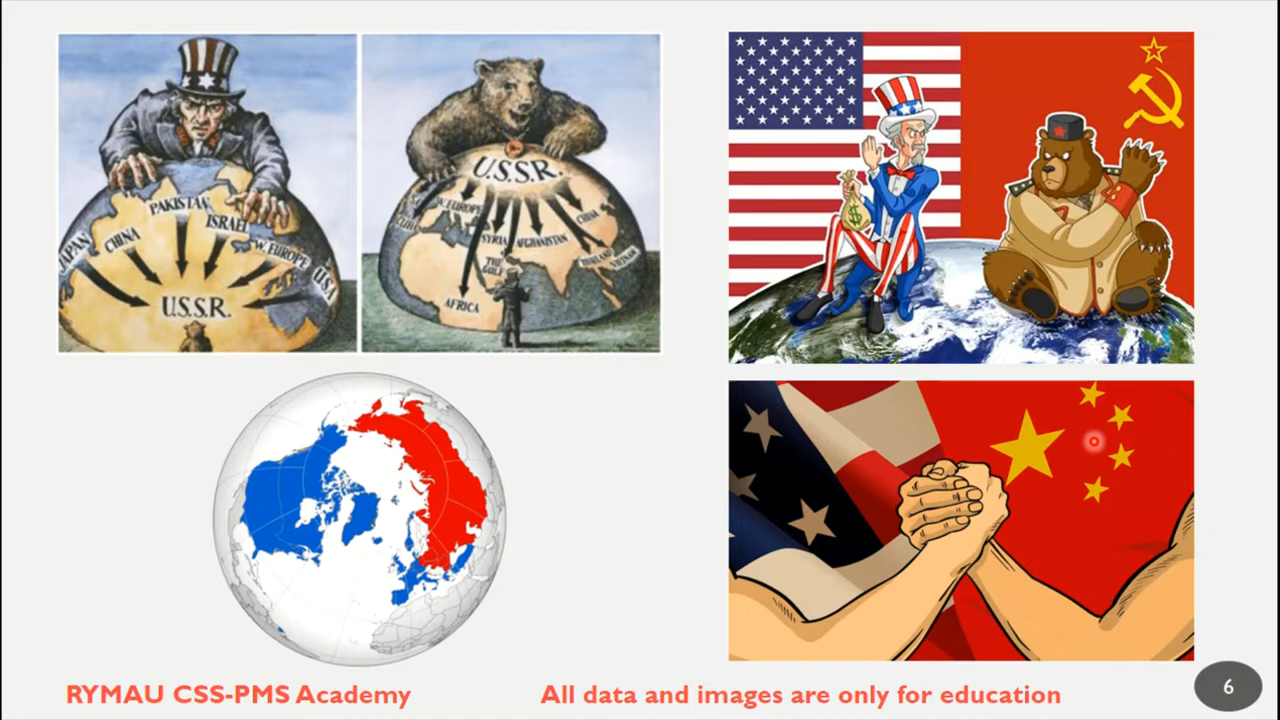 PAKISTAN
ISRAEL
JAPAN
CHINA
W. EUROPE
USA
U.S.S.R.
U.S.S.R.
W. EUROPE
CHINA
SYRIA
AFGHANISTAN
THE
GULF
THAILAND
VIETNAM
AFRICA
$
RYMAU CSS-PMS Academy
All data and images are only for education
6